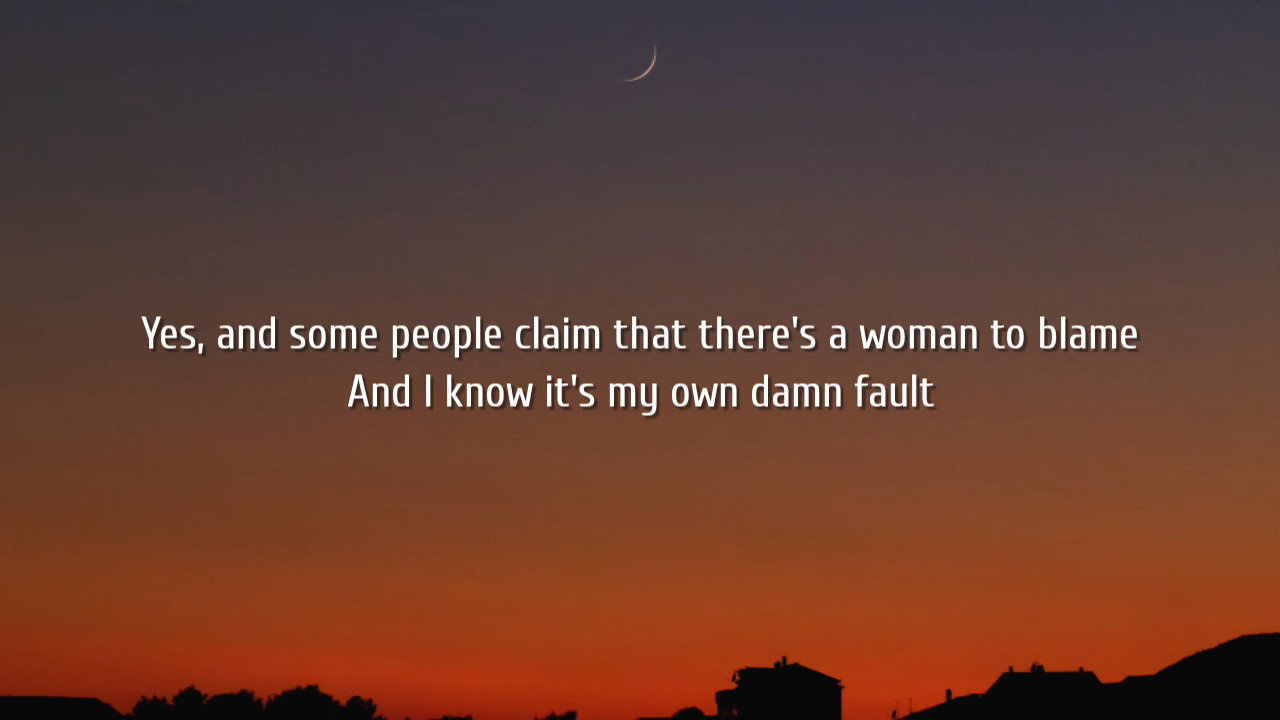 Yes, and some people claim that there's a woman to blame
And I know it's my own damn fault